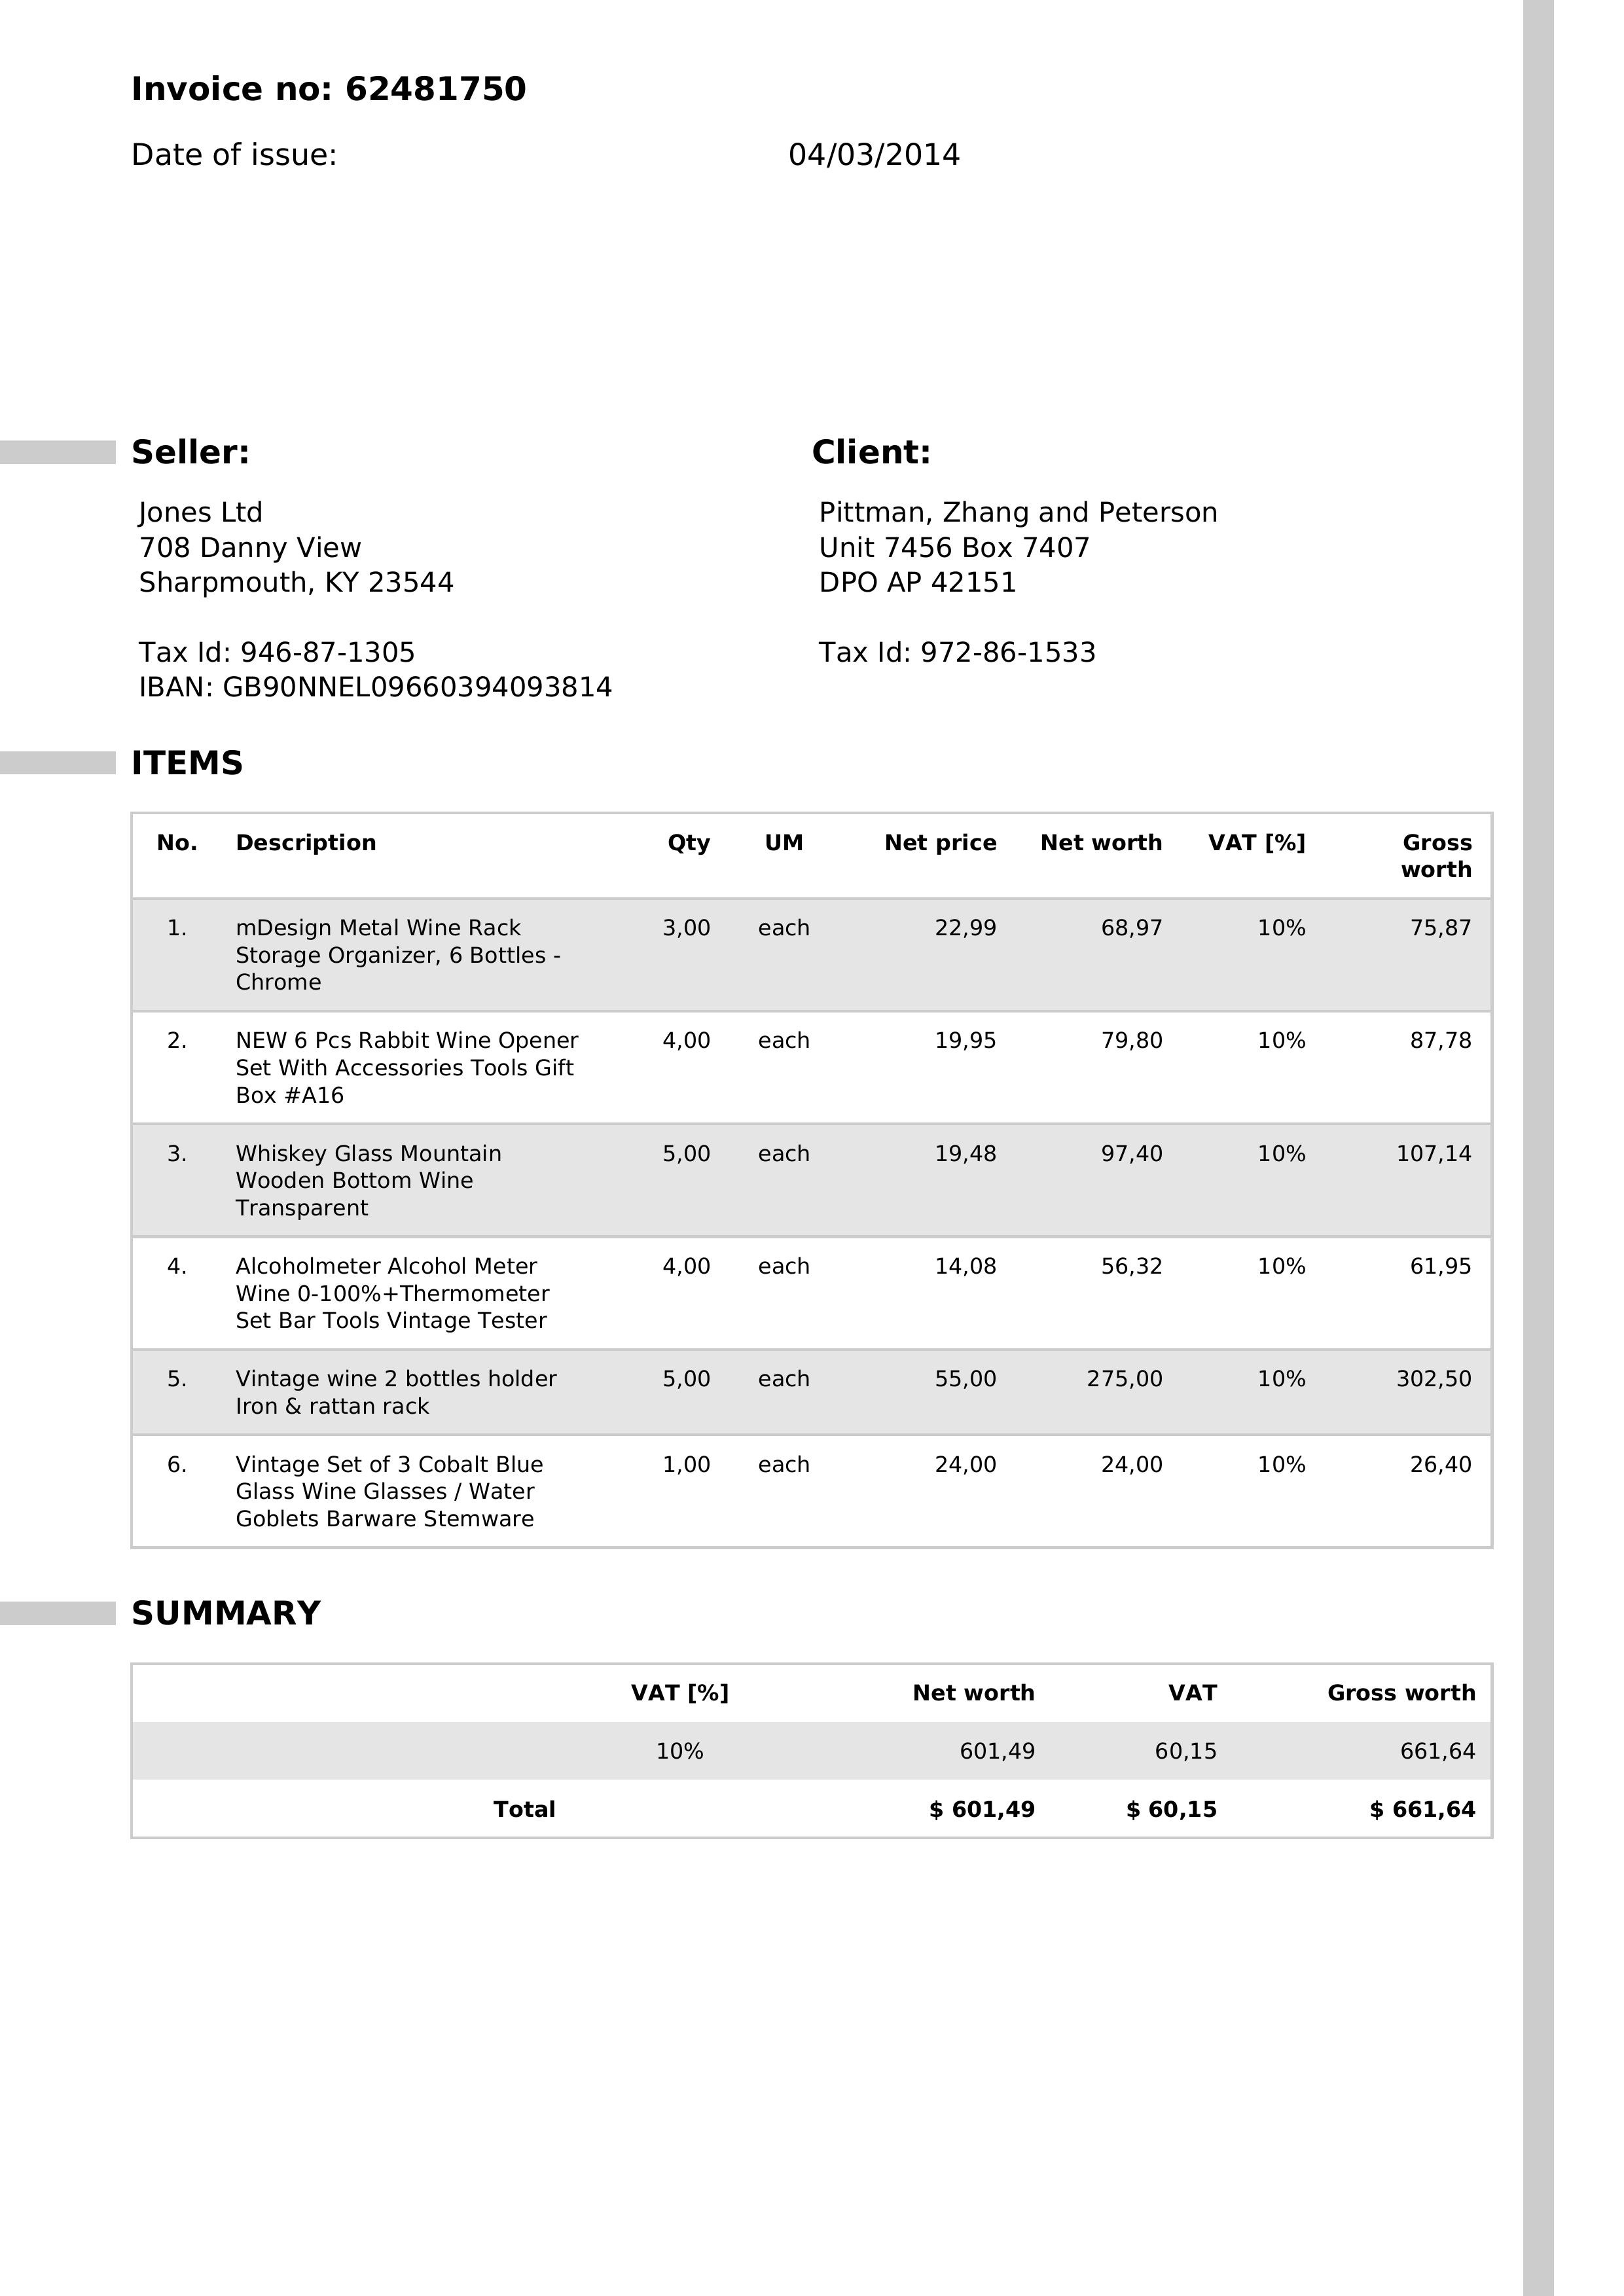 Invoice no: 62481750
Date of issue: 04/03/2014
Seller: Client:
Jones Ltd Pittman, Zhang and Peterson
708 Danny View Unit 7456 Box 7407
Sharpmouth, KY 23544 DPO AP 42151
Tax Id: 946-87-1305 Tax Id: 972-86-1533
IBAN: GB90NNEL09660394093814
ITEMS
No. Description Qty UM Net price Net worth VAT [%] Gross
worth
1. mDesign Metal Wine Rack 3,00 each 22,99 68,97 10% 75,87
Storage Organizer, 6 Bottles -
Chrome
2. NEW 6 Pcs Rabbit Wine Opener 4,00 each 19,95 79,80 10% 87,78
Set With Accessories Tools Gift
Box #A16
3. Whiskey Glass Mountain 5,00 each 19,48 97,40 10% 107,14
Wooden Bottom Wine
Transparent
4. Alcoholmeter Alcohol Meter 4,00 each 14,08 56,32 10% 61,95
Wine 0-100%+Thermometer
Set Bar Tools Vintage Tester
5. Vintage wine 2 bottles holder 5,00 each 55,00 275,00 10% 302,50
Iron & rattan rack
6. Vintage Set of 3 Cobalt Blue 1,00 each 24,00 24,00 10% 26,40
Glass Wine Glasses / Water
Goblets Barware Stemware
SUMMARY
VAT [%] Net worth VAT Gross worth
10% 601,49 60,15 661,64
Total $ 601,49 $ 60,15 $ 661,64